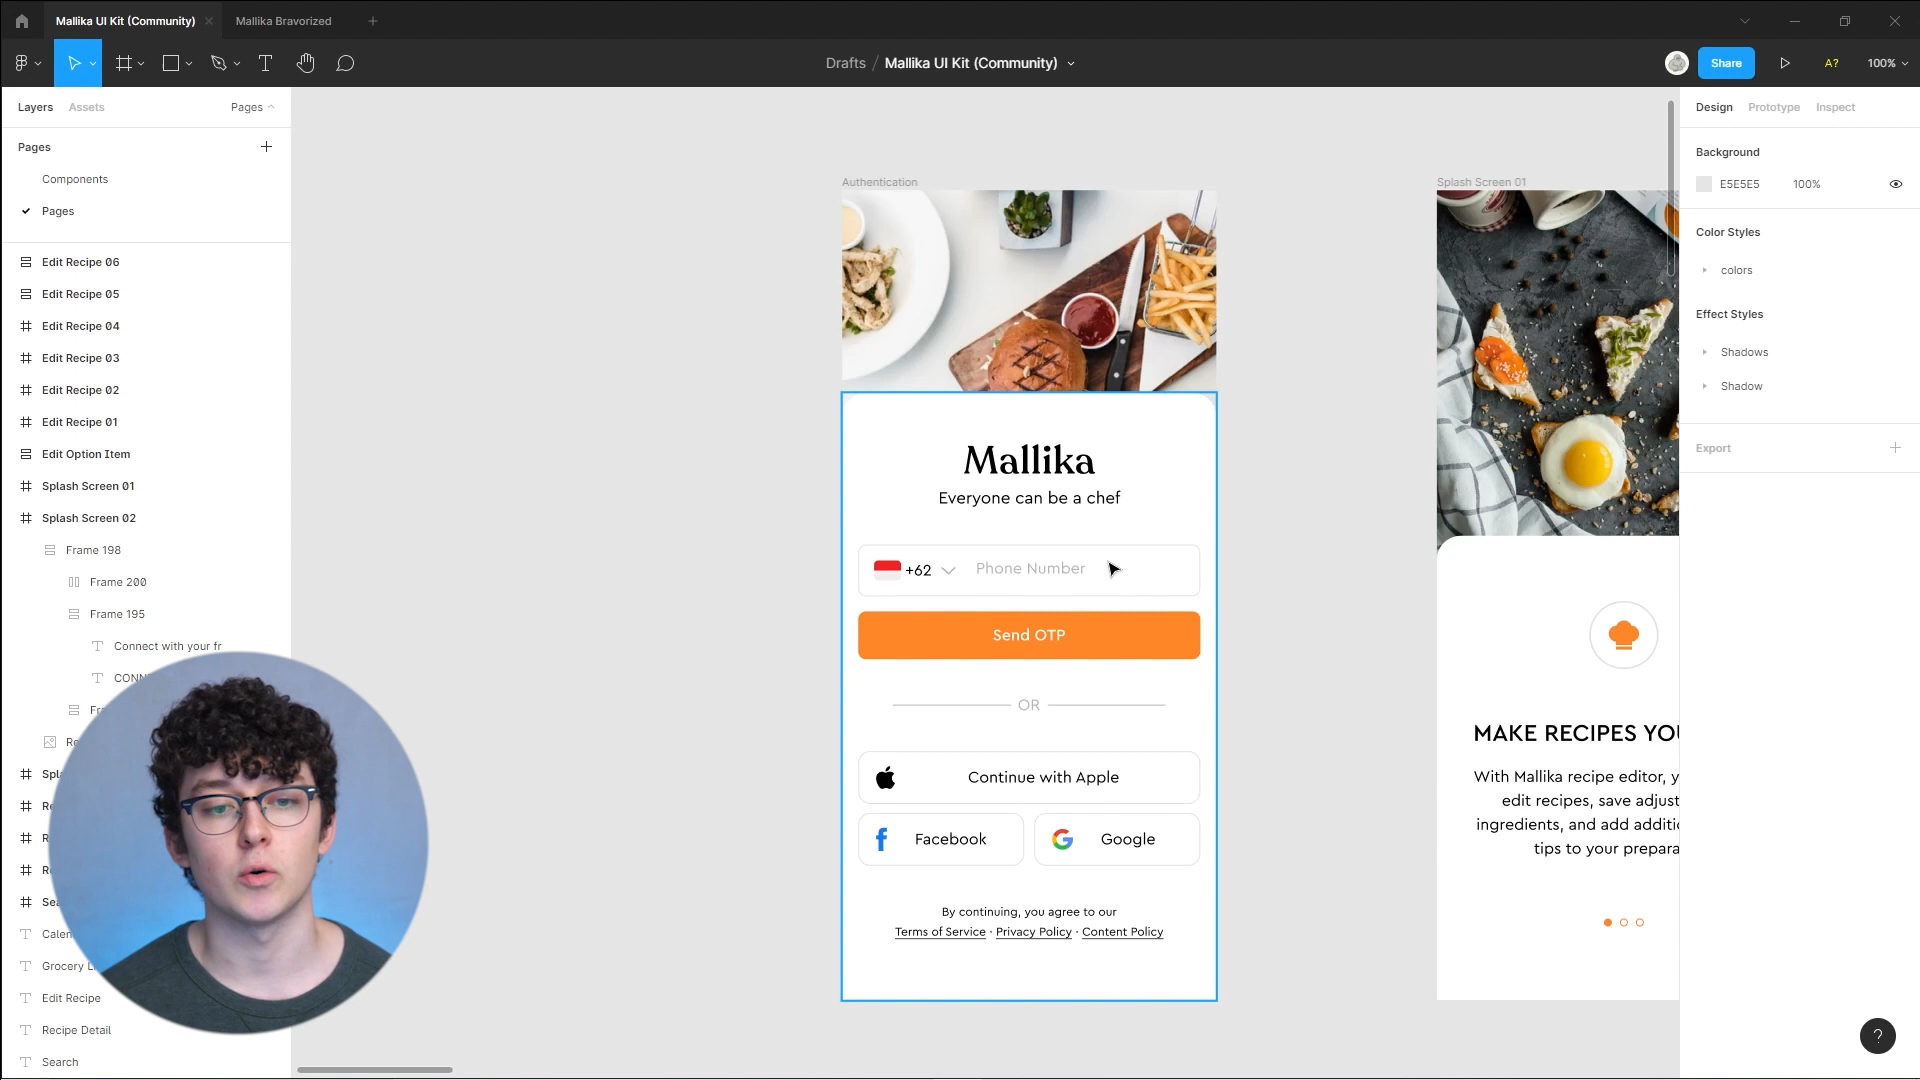 Mallika UI Kit (Community)
Mallika Bravorized
Drafts / Mallika UI Kit (Community)
Share
A?
100%
Layers
Assets
Pages
Pages
Components
Pages
Edit Recipe 06
Edit Recipe 05
Edit Recipe 04
Edit Recipe 03
Edit Recipe 02
Edit Recipe 01
Edit Option Item
Splash Screen 01
Splash Screen 02
Frame 198
Frame 200
Frame 195
Connect with your fr
Edit Recipe
Recipe Detail
Search
Authentication
Mallika
Everyone can be a chef
+62
Phone Number
Send OTP
OR
Continue with Apple
Facebook
Google
By continuing, you agree to our
Terms of Service · Privacy Policy · Content Policy
Splash Screen 01
MAKE RECIPES
With Mallika recipe editor,
edit recipes, save
ingredients, and add
tips to your
Design
Prototype
Inspect
Background
E5E5E5
100%
Color Styles
colors
Effect Styles
Shadows
Shadow
Export
?